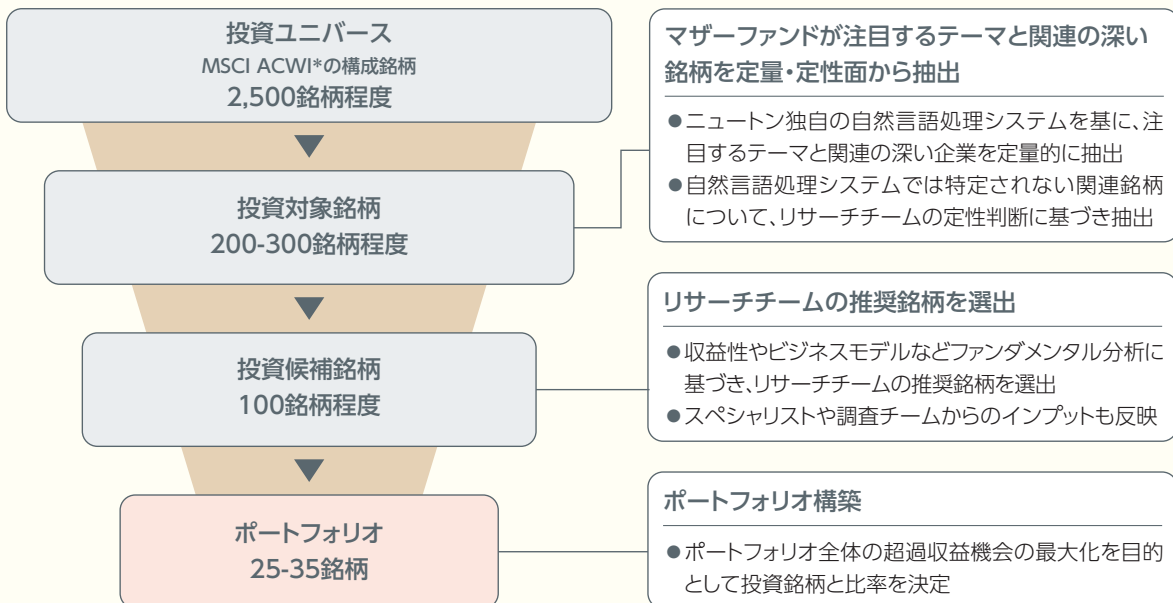 投資ユニバース
MSCI ACWI*の構成銘柄
2,500銘柄程度
投資対象銘柄
200-300銘柄程度
投資候補銘柄
100銘柄程度
ポートフォリオ
25-35銘柄
マザーファンドが注目するテーマと関連の深い
銘柄を定量・定性面から抽出
●ニュートン独自の自然言語処理システムを基に、注
目するテーマと関連の深い企業を定量的に抽出
●自然言語処理システムでは特定されない関連銘柄
について、リサーチチームの定性判断に基づき抽出
リサーチチームの推奨銘柄を選出
●収益性やビジネスモデルなどファンダメンタル分析に
基づき、リサーチチームの推奨銘柄を選出
●スペシャリストや調査チームからのインプットも反映
ポートフォリオ構築
●ポートフォリオ全体の超過収益機会の最大化を目的
として投資銘柄と比率を決定